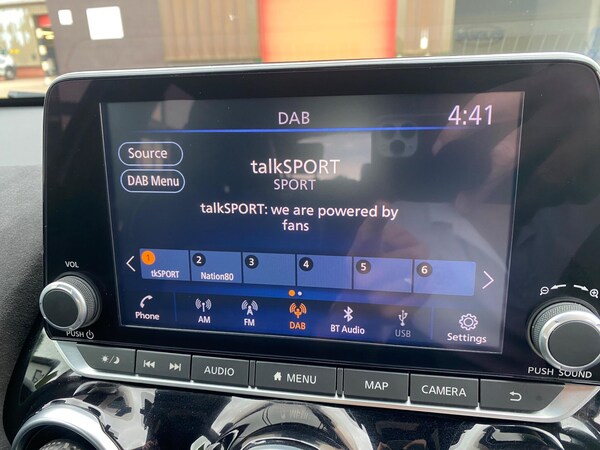 DAB
4:41
Source
talkSPORT
SPORT
DAB Menu
talkSPORT: we are powered by
fans
1 2 3 4 5 6
tkSPORT Nation80
VOL
PUSH
Phone AM FM DAB BT Audio USB Settings
PUSH SOUND
AUDIO MENU MAP CAMERA